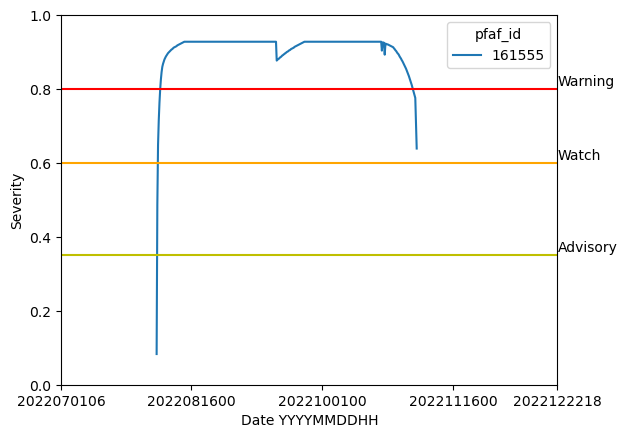 1.0
pfaf_id
161555
Warning
0.8
Watch
0.6
Severity
0.4
Advisory
0.2
0.0
2022070106 2022081600 2022100100 2022111600 2022122218
Date YYYYMMDDHH